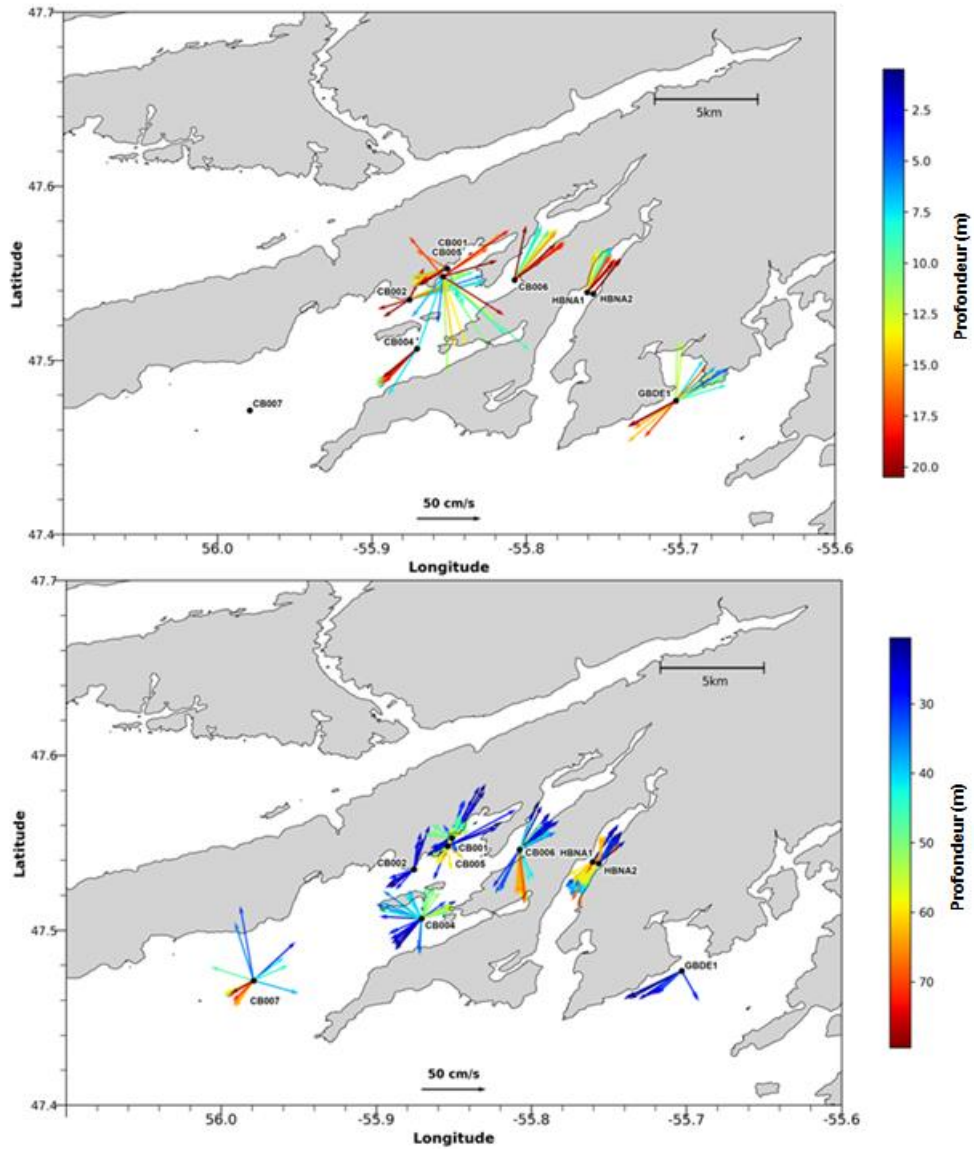 47.7
47.6
47.5
47.4
Latitude
5km
CB001
CB005
CB002
CB006
HBNA1
HBNA2
CB004
CB007
GBDE1
50 cm/s
56.0
-55.9
-55.8
-55.7
-55.6
Longitude
2.5
5.0
7.5
10.0
12.5
15.0
17.5
20.0
Profondeur (m)
47.7
47.6
47.5
47.4
Latitude
5km
CB001
CB005
CB002
CB006
HBNA1
HBNA2
CB004
CB007
GBDE1
50 cm/s
56.0
-55.9
-55.8
-55.7
-55.6
Longitude
30
40
50
60
70
Profondeur (m)